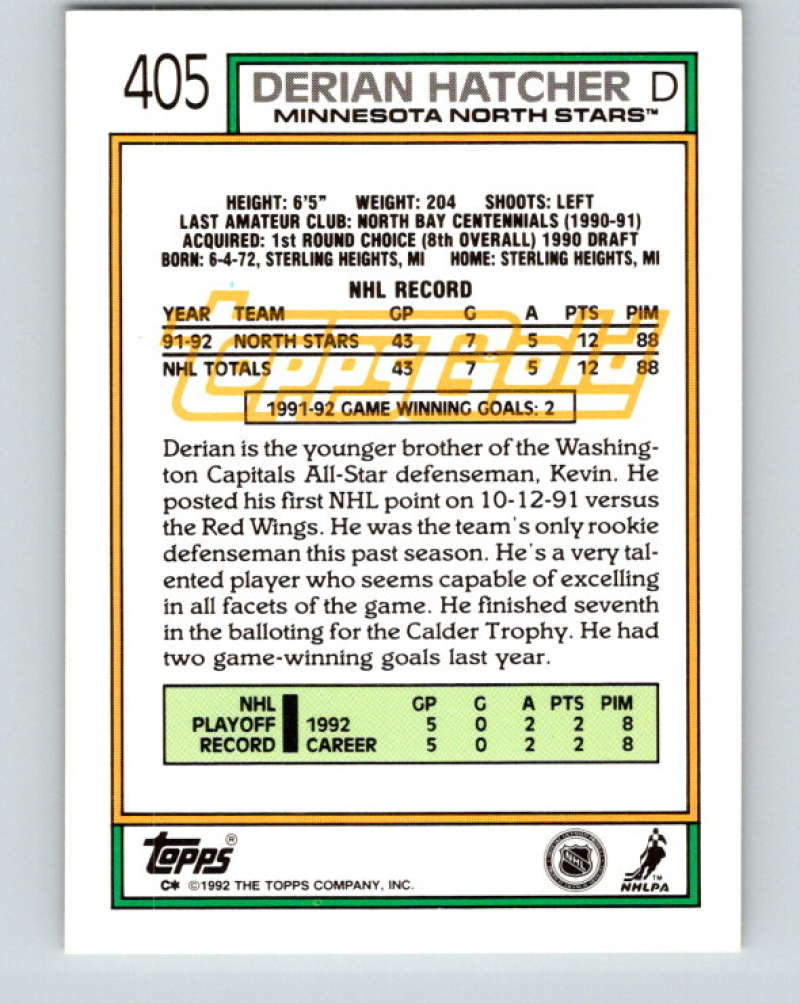 405 DERIAN HATCHER D
MINNESOTA NORTH STARS™
HEIGHT: 6'5" WEIGHT: 204 SHOOTS: LEFT
LAST AMATEUR CLUB: NORTH BAY CENTENNIALS (1990-91)
ACQUIRED: 1st ROUND CHOICE (8th OVERALL) 1990 DRAFT
BORN: 6-4-72, STERLING HEIGHTS, MI HOME: STERLING HEIGHTS, MI
NHL RECORD
YEAR TEAM GP G A PTS PIM
91-92 NORTH STARS 43 7 5 12 88
NHL TOTALS 43 7 5 12 88
ToppsGold
1991-92 GAME WINNING GOALS: 2
Derian is the younger brother of the Washing-
ton Capitals All-Star defenseman, Kevin. He
posted his first NHL point on 10-12-91 versus
the Red Wings. He was the team's only rookie
defenseman this past season. He's a very tal-
ented player who seems capable of excelling
in all facets of the game. He finished seventh
in the balloting for the Calder Trophy. He had
two game-winning goals last year.
NHL GP G A PTS PIM
PLAYOFF 1992 5 0 2 2 8
RECORD CAREER 5 0 2 2 8
Topps®
C* ©1992 THE TOPPS COMPANY, INC.
NHL
NHLPA™